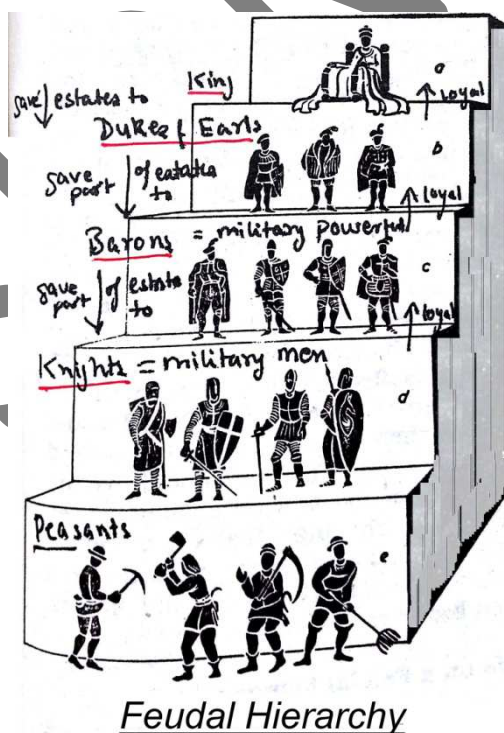 a
King
gave estates to
Loyal
Dukes & Earls
b
gave part of estates to
Loyal
Barons = military powerful
c
gave part of estate to
Loyal
Knights = military men
d
Peasants
e
Feudal Hierarchy